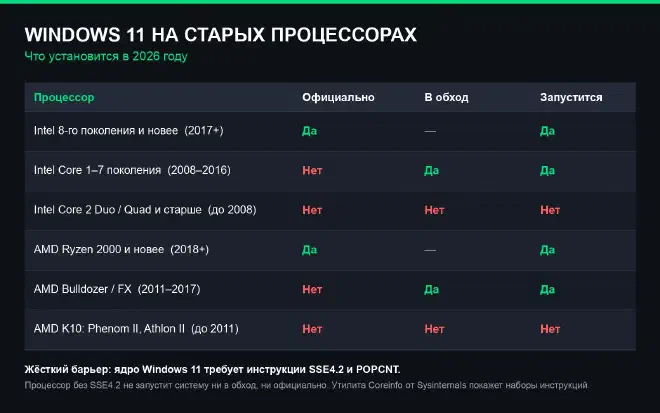 WINDOWS 11 НА СТАРЫХ ПРОЦЕССОРАХ
Что установится в 2026 году
Процессор Официально В обход Запустится
Intel 8-го поколения и новее (2017+) Да — Да
Intel Core 1–7 поколения (2008–2016) Нет Да Да
Intel Core 2 Duo / Quad и старше (до 2008) Нет Нет Нет
AMD Ryzen 2000 и новее (2018+) Да — Да
AMD Bulldozer / FX (2011–2017) Нет Да Да
AMD K10: Phenom II, Athlon II (до 2011) Нет Нет Нет
Жёсткий барьер: ядро Windows 11 требует инструкции SSE4.2 и POPCNT.
Процессор без SSE4.2 не запустит систему ни в обход, ни официально. Утилита Coreinfo от Sysinternals покажет наборы инструкций